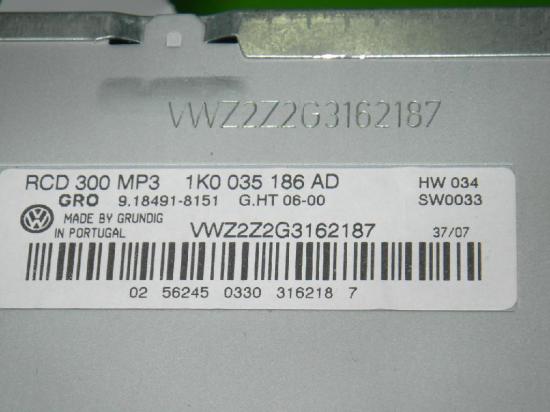 VWZ2Z2G3162187
RCD 300 MP3 1K0 035 186 AD HW 034
GRO 9.18491-8151 G.HT 06-00 SW0033
MADE BY GRUNDIG
IN PORTUGAL VWZ2Z2G3162187 37/07
02 56245 0330 316218 7